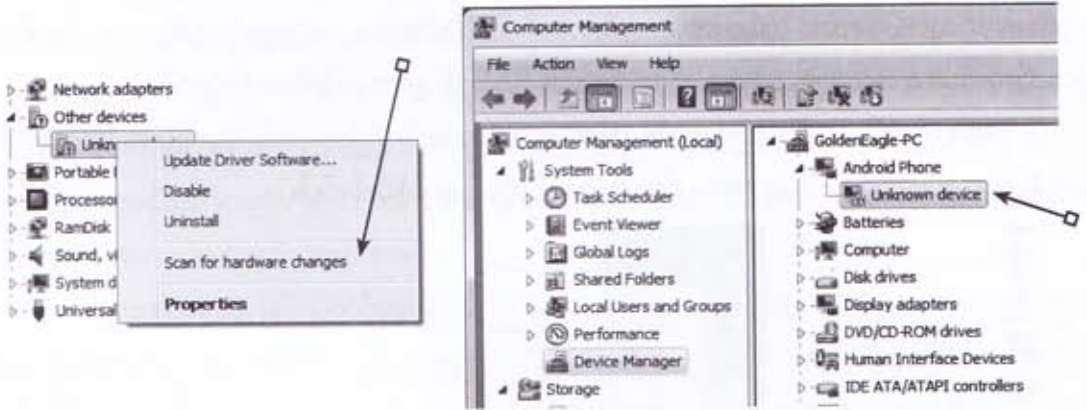 Network adapters
Other devices
Portable
Processo
RamDisk
Sound, vi
System d
Universal
Update Driver Software...
Disable
Uninstall
Scan for hardware changes
Properties
Computer Management
File Action View Help
Computer Management (Local)
System Tools
Task Scheduler
Event Viewer
Global Logs
Shared Folders
Local Users and Groups
Performance
Device Manager
Storage
GoldenEagle-PC
Android Phone
Unknown device
Batteries
Computer
Disk drives
Display adapters
DVD/CD-ROM drives
Human Interface Devices
IDE ATA/ATAPI controllers